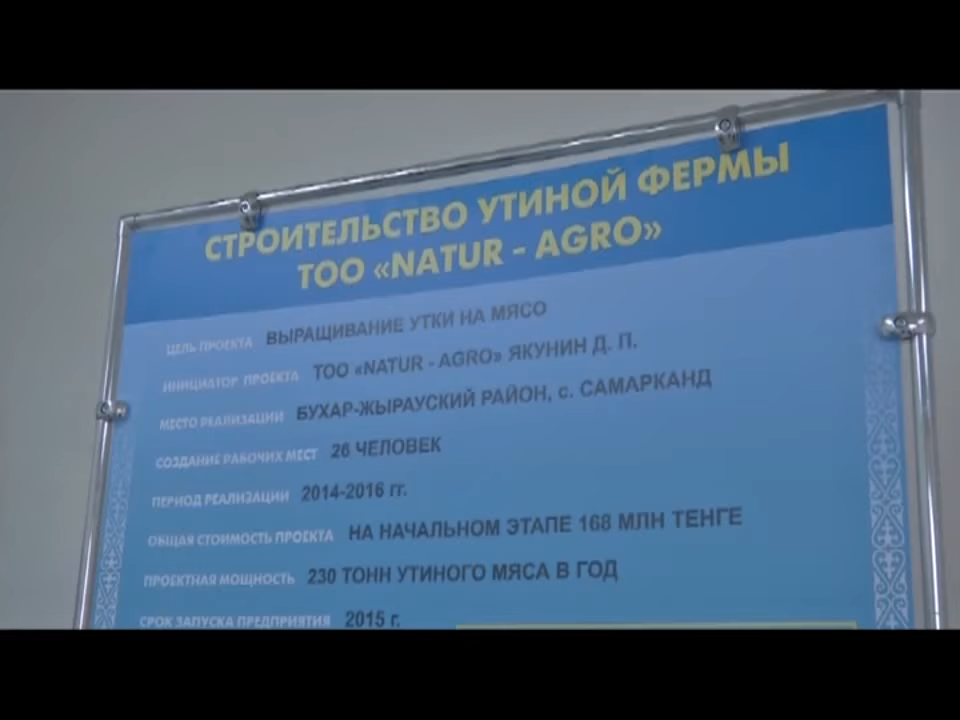 СТРОИТЕЛЬСТВО УТИНОЙ ФЕРМЫ
ТОО «NATUR - AGRO»
ЦЕЛЬ ПРОЕКТА ВЫРАЩИВАНИЕ УТКИ НА МЯСО
ИНИЦИАТОР ПРОЕКТА ТОО «NATUR - AGRO» ЯКУНИН Д. П.
МЕСТО РЕАЛИЗАЦИИ БУХАР-ЖЫРАУСКИЙ РАЙОН, с. САМАРКАНД
СОЗДАНИЕ РАБОЧИХ МЕСТ 26 ЧЕЛОВЕК
ПЕРИОД РЕАЛИЗАЦИИ 2014-2016 гг.
ОБЩАЯ СТОИМОСТЬ ПРОЕКТА НА НАЧАЛЬНОМ ЭТАПЕ 168 МЛН ТЕНГЕ
ПРОЕКТНАЯ МОЩНОСТЬ 230 ТОНН УТИНОГО МЯСА В ГОД
СРОК ЗАПУСКА ПРЕДПРИЯТИЯ 2015 г.